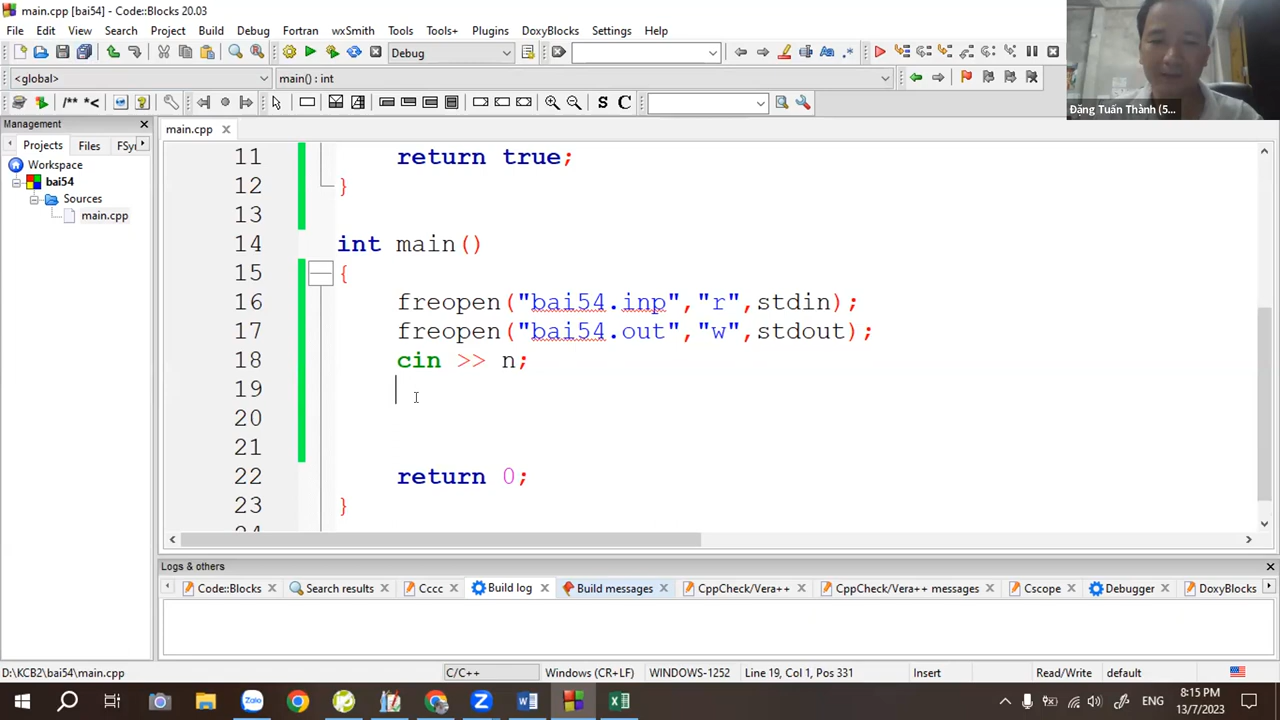 main.cpp [bai54] - Code::Blocks 20.03
File Edit View Search Project Build Debug Fortran wxSmith Tools Tools+ Plugins DoxyBlocks Settings Help
Debug
<global>
main() : int
/** *<
S C
Đặng Tuấn Thành (5...
Management
Projects Files FSy
Workspace
bai54
Sources
main.cpp
main.cpp
11 return true;
12 }
13
14 int main()
15 {
16 freopen("bai54.inp","r",stdin);
17 freopen("bai54.out","w",stdout);
18 cin >> n;
19
20
21
22 return 0;
23 }
24
Logs & others
Code::Blocks Search results Cccc Build log Build messages CppCheck/Vera++ CppCheck/Vera++ messages Cscope Debugger DoxyBlocks
D:\KCB2\bai54\main.cpp C/C++ Windows (CR+LF) WINDOWS-1252 Line 19, Col 1, Pos 331 Insert Read/Write default
Zalo
ENG
8:15 PM
13/7/2023